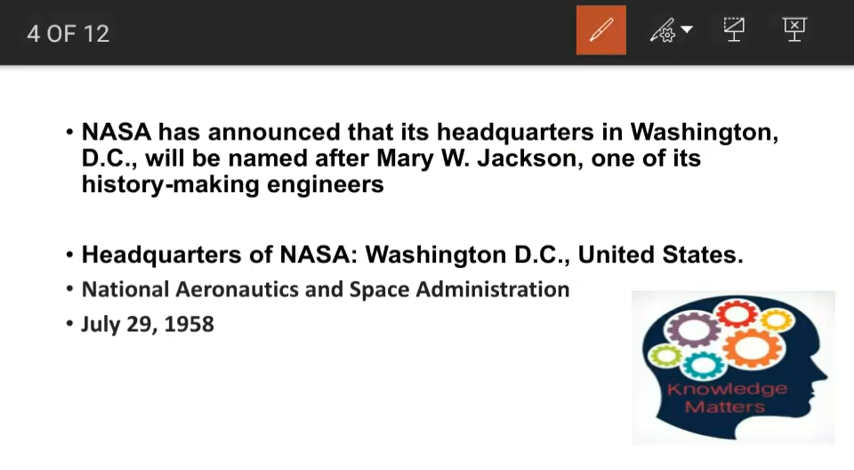 4 OF 12
• NASA has announced that its headquarters in Washington,
D.C., will be named after Mary W. Jackson, one of its
history-making engineers
• Headquarters of NASA: Washington D.C., United States.
• National Aeronautics and Space Administration
• July 29, 1958
Knowledge
Matters